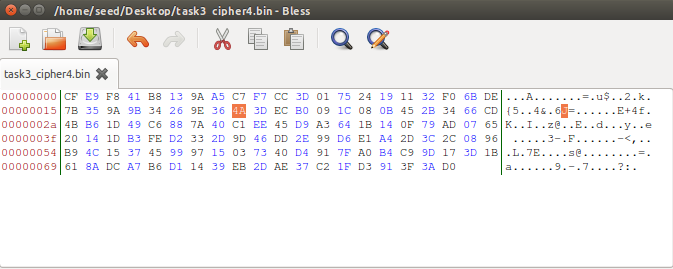 /home/seed/Desktop/task3_cipher4.bin - Bless
task3_cipher4.bin
00000000 CF E9 F8 41 B8 13 9A A5 C7 F7 CC 3D 01 75 24 19 11 32 F0 6B DE ...A.......=.u$..2.k.
00000015 7B 35 9A 9B 34 26 9E 36 4A 3D EC B0 09 1C 08 0B 45 2B 34 66 CD {5..4&.6J=......E+4f.
0000002a 4B B6 1D 49 C6 88 7A 40 C1 EE 45 D9 A3 64 1B 14 0F 79 AD 07 65 K..I..z@..E..d...y..e
0000003f 20 14 1D B3 FE D2 33 2D 9D 46 DD 2E 99 D6 E1 A4 2D 3C 2C 08 96  .....3-.F......-<,..
00000054 B9 4C 15 37 45 99 97 15 03 73 40 D4 91 7F A0 B4 C9 9D 17 3D 1B .L.7E....s@........=.
00000069 61 8A DC A7 B6 D1 14 39 EB 2D AE 37 C2 1F D3 91 3F 3A D0 a......9.-.7....?:.